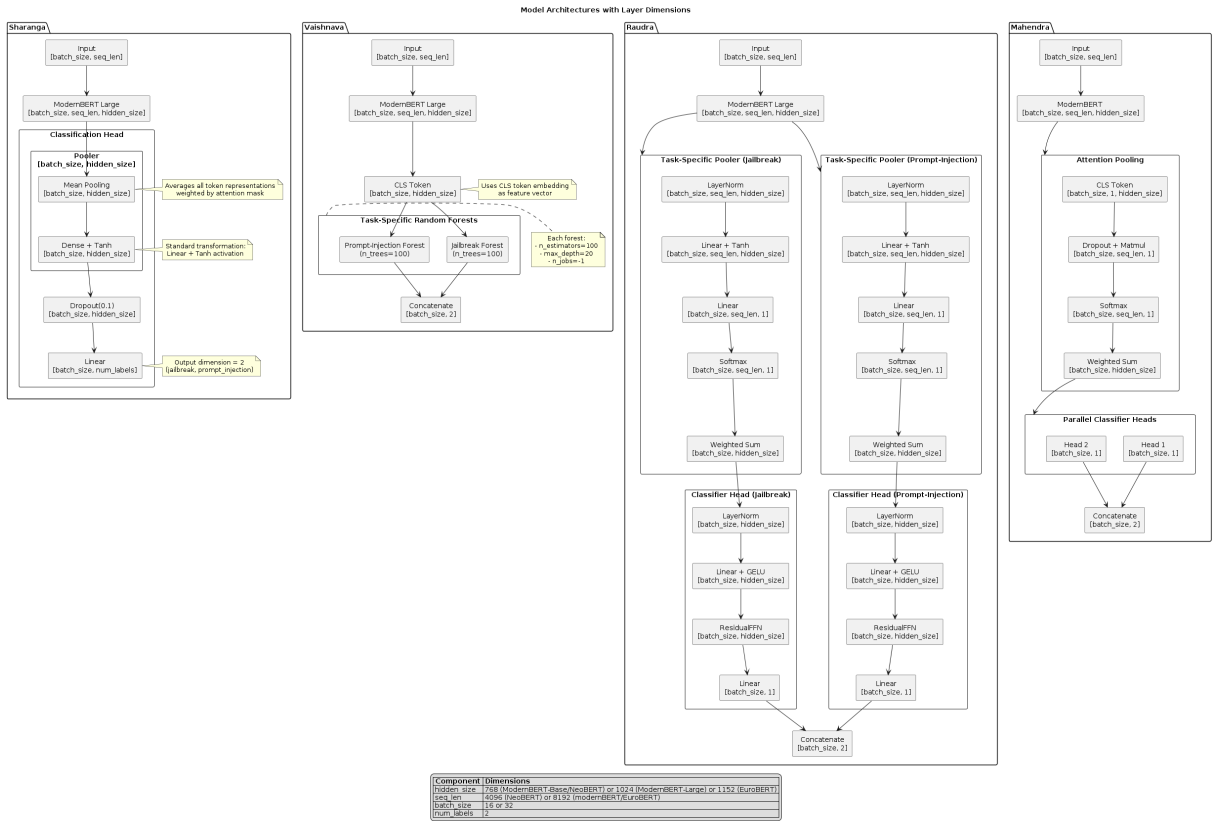 Model Architectures with Layer Dimensions
Sharanga
Input
[batch_size, seq_len]
ModernBERT Large
[batch_size, seq_len, hidden_size]
Classification Head
Pooler
[batch_size, hidden_size]
Mean Pooling
[batch_size, hidden_size]
Averages all token representations
weighted by attention mask
Dense + Tanh
[batch_size, hidden_size]
Standard transformation:
Linear + Tanh activation
Dropout(0.1)
[batch_size, hidden_size]
Linear
[batch_size, num_labels]
Output dimension = 2
(jailbreak, prompt_injection)
Vaishnava
Input
[batch_size, seq_len]
ModernBERT Large
[batch_size, seq_len, hidden_size]
CLS Token
[batch_size, hidden_size]
Uses CLS token embedding
as feature vector
Task-Specific Random Forests
Prompt-Injection Forest
(n_trees=100)
Jailbreak Forest
(n_trees=100)
Each forest:
- n_estimators=100
- max_depth=20
- n_jobs=-1
Concatenate
[batch_size, 2]
Raudra
Input
[batch_size, seq_len]
ModernBERT Large
[batch_size, seq_len, hidden_size]
Task-Specific Pooler (Jailbreak)
LayerNorm
[batch_size, seq_len, hidden_size]
Linear + Tanh
[batch_size, seq_len, hidden_size]
Linear
[batch_size, seq_len, 1]
Softmax
[batch_size, seq_len, 1]
Weighted Sum
[batch_size, hidden_size]
Task-Specific Pooler (Prompt-Injection)
LayerNorm
[batch_size, seq_len, hidden_size]
Linear + Tanh
[batch_size, seq_len, hidden_size]
Linear
[batch_size, seq_len, 1]
Softmax
[batch_size, seq_len, 1]
Weighted Sum
[batch_size, hidden_size]
Classifier Head (Jailbreak)
LayerNorm
[batch_size, hidden_size]
Linear + GELU
[batch_size, hidden_size]
ResidualFFN
[batch_size, hidden_size]
Linear
[batch_size, 1]
Classifier Head (Prompt-Injection)
LayerNorm
[batch_size, hidden_size]
Linear + GELU
[batch_size, hidden_size]
ResidualFFN
[batch_size, hidden_size]
Linear
[batch_size, 1]
Concatenate
[batch_size, 2]
Mahendra
Input
[batch_size, seq_len]
ModernBERT
[batch_size, seq_len, hidden_size]
Attention Pooling
CLS Token
[batch_size, 1, hidden_size]
Dropout + Matmul
[batch_size, seq_len, 1]
Softmax
[batch_size, seq_len, 1]
Weighted Sum
[batch_size, hidden_size]
Parallel Classifier Heads
Head 2
[batch_size, 1]
Head 1
[batch_size, 1]
Concatenate
[batch_size, 2]
Component Dimensions
hidden_size 768 (ModernBERT-Base/NeoBERT) or 1024 (ModernBERT-Large) or 1152 (EuroBERT)
seq_len 4096 (NeoBERT) or 8192 (modernBERT/EuroBERT)
batch_size 16 or 32
num_labels 2